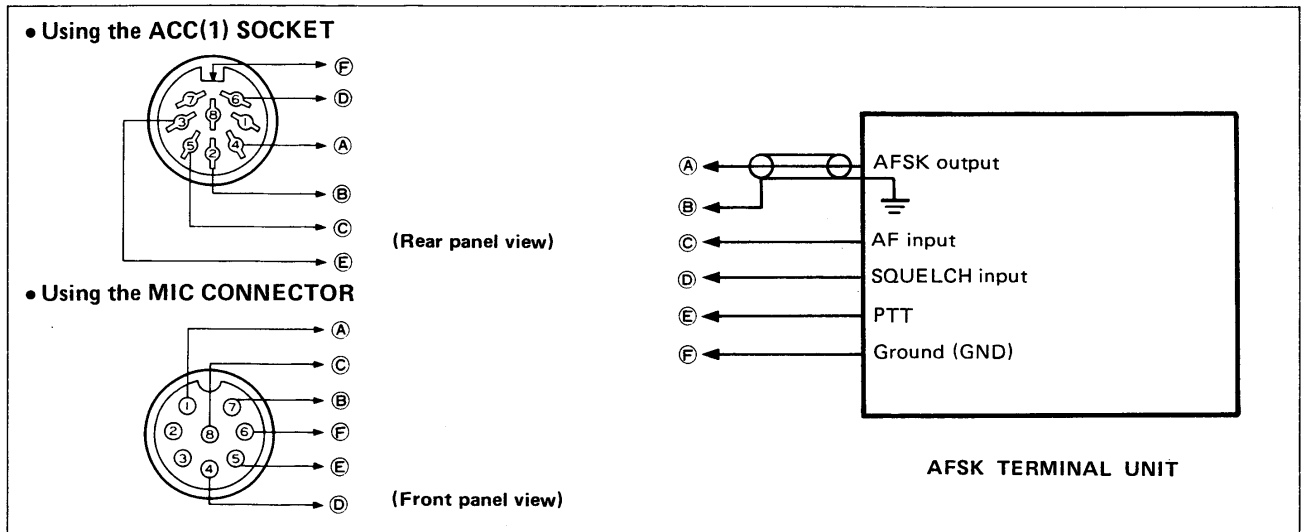 • Using the ACC(1) SOCKET
Ⓕ
7 6 Ⓓ
3 8 1
5 2 4 Ⓐ
Ⓑ
Ⓒ
(Rear panel view)
Ⓔ
• Using the MIC CONNECTOR
Ⓐ
Ⓒ
1 7 Ⓑ
2 8 6 Ⓕ
3 4 5 Ⓔ
Ⓓ
(Front panel view)
Ⓐ AFSK output
Ⓑ
Ⓒ AF input
Ⓓ SQUELCH input
Ⓔ PTT
Ⓕ Ground (GND)
AFSK TERMINAL UNIT